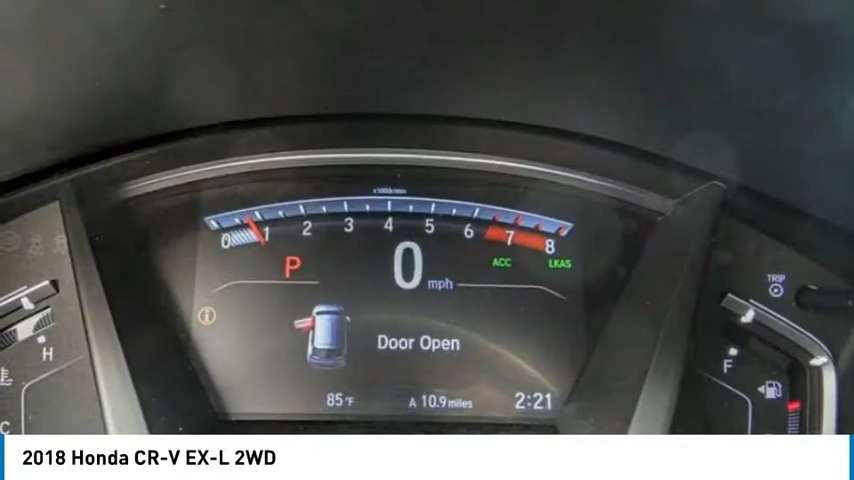 x1000r/min
0 1 2 3 4 5 6 7 8
P 0 mph ACC LKAS
TRIP
i
Door Open
H
F
C
85°F A 10.9 miles 2:21
2018 Honda CR-V EX-L 2WD